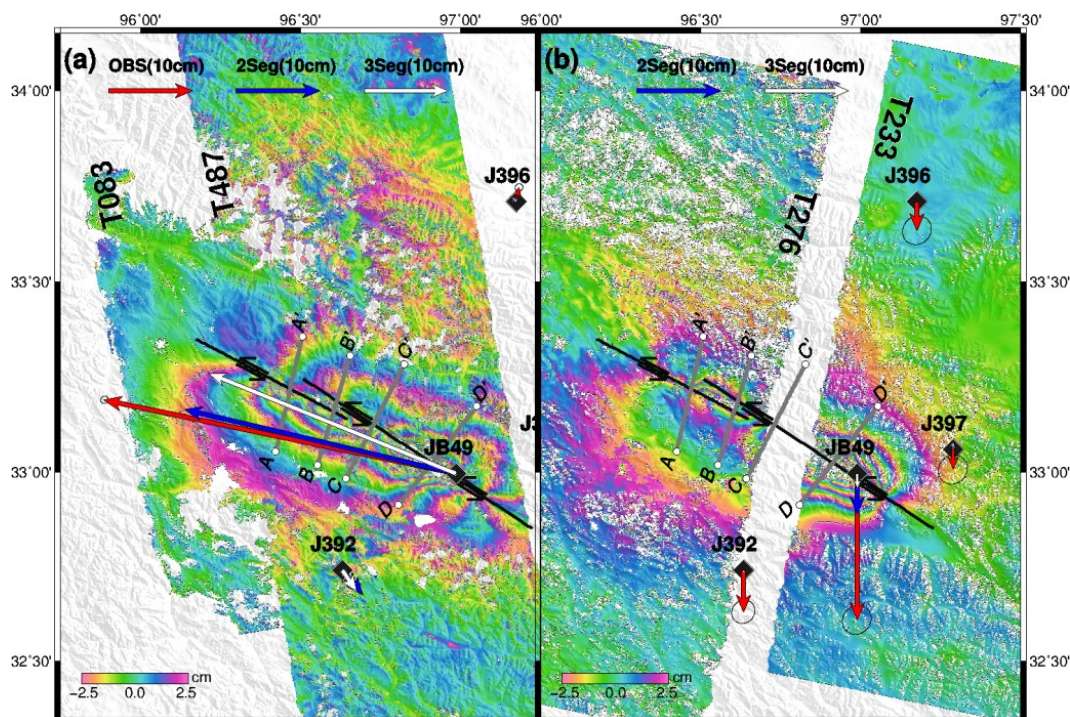 96˚00'
96˚30'
97˚00'
96˚00'
96˚30'
97˚00'
97˚30'
(a)
OBS(10cm)
2Seg(10cm)
3Seg(10cm)
(b)
2Seg(10cm)
3Seg(10cm)
34˚00'
34˚00'
T083
T487
J396
T276
T233
J396
33˚30'
33˚30'
A'
B'
C'
D'
A'
B'
C'
D'
JB49
JB49
J397
33˚00'
33˚00'
A
B
C
D
A
B
C
D
J392
J392
32˚30'
32˚30'
cm
−2.5
0.0
2.5
cm
−2.5
0.0
2.5